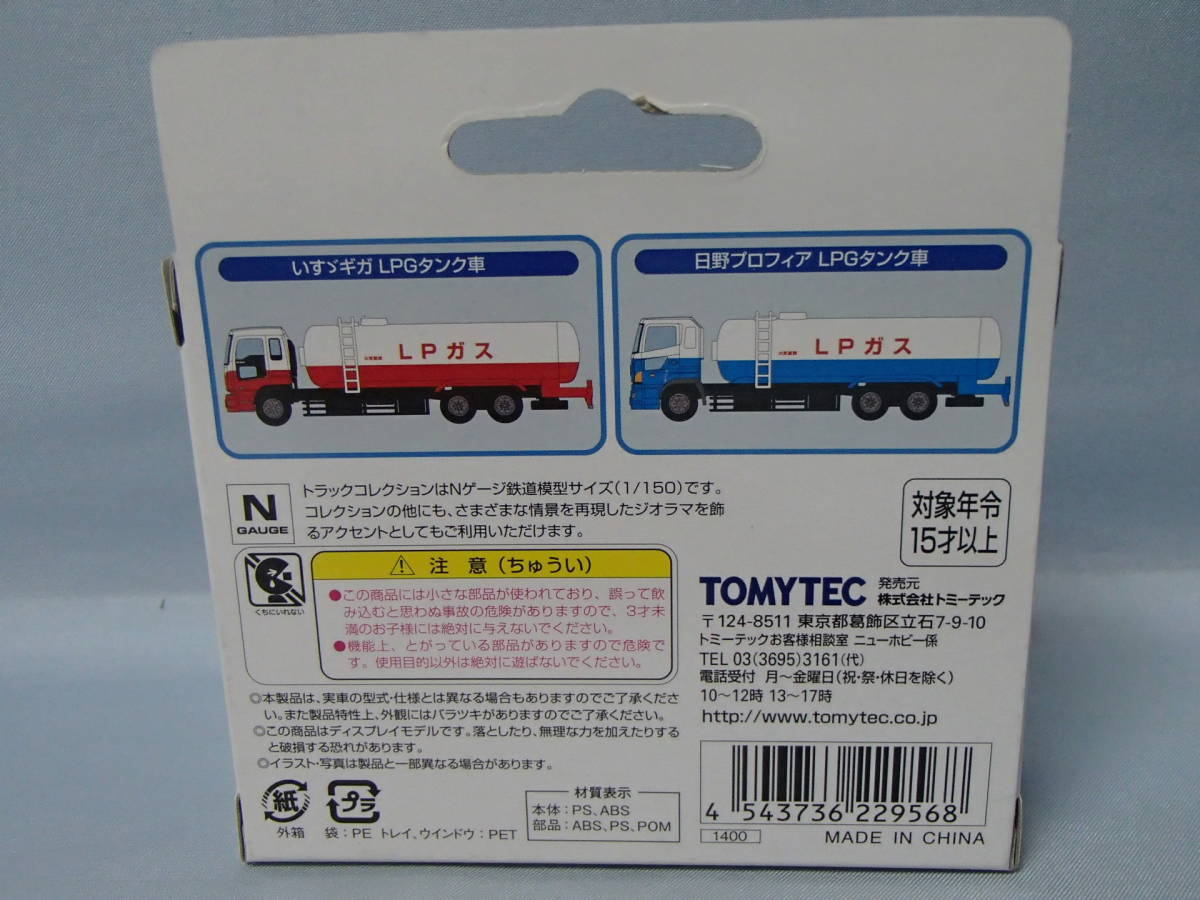 いすゞギガ LPGタンク車
LPガス
日野プロフィア LPGタンク車
LPガス
N
GAUGE
トラックコレクションはNゲージ鉄道模型サイズ(1/150)です。
コレクションの他にも、さまざまな情景を再現したジオラマを飾
るアクセントとしてもご利用いただけます。
対象年令
15才以上
くちにいれない
注 意(ちゅうい)
●この商品には小さな部品が使われており、誤って飲
み込むと思わぬ事故の危険がありますので、3才未
満のお子様には絶対に与えないでください。
●機能上、とがっている部品がありますので危険で
す。使用目的以外は絶対に遊ばないでください。
◎本製品は、実車の型式・仕様とは異なる場合もありますのでご了承くださ
い。また製品特性上、外観にはバラツキがありますのでご了承ください。
◎この商品はディスプレイモデルです。落としたり、無理な力を加えたりする
と破損する恐れがあります。
◎イラスト・写真は製品と一部異なる場合があります。
TOMYTEC 発売元
株式会社トミーテック
〒124-8511 東京都葛飾区立石7-9-10
トミーテックお客様相談室 ニューホビー係
TEL 03(3695)3161(代)
電話受付 月～金曜日(祝・祭・休日を除く)
10～12時 13～17時
http://www.tomytec.co.jp
紙
外箱
プラ
袋:PE トレイ、ウインドウ:PET
材質表示
本体:PS、ABS
部品:ABS、PS、POM
4 543736 229568
1400
MADE IN CHINA